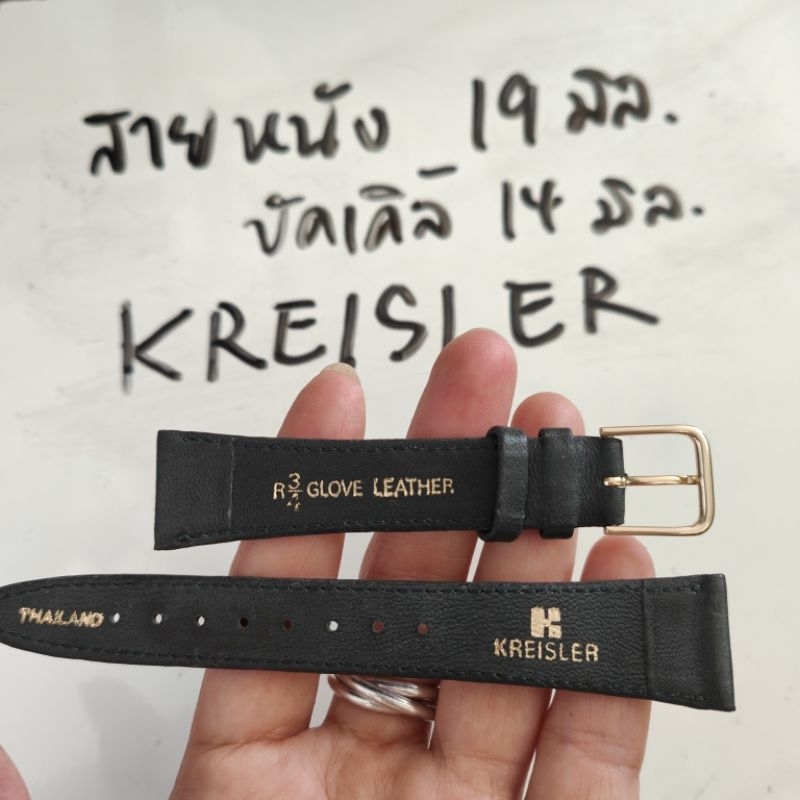 สายหนัง 19 มิล.
บัคเคิล 14 มิล.
KREISLER
R 3/4 GLOVE LEATHER
THAILAND
K
KREISLER